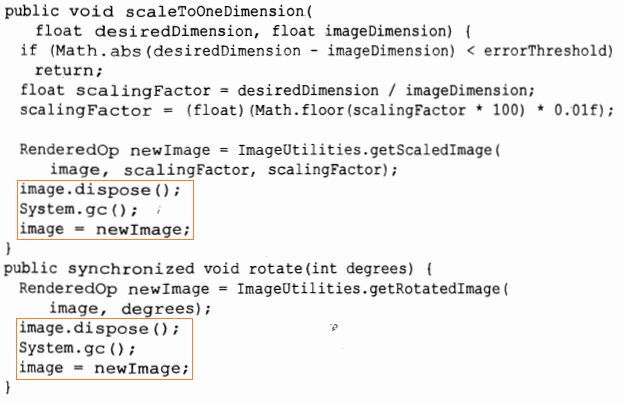 public void scaleToOneDimension(
float desiredDimension, float imageDimension) {
if (Math.abs(desiredDimension - imageDimension) < errorThreshold)
return;
float scalingFactor = desiredDimension / imageDimension;
scalingFactor = (float)(Math.floor(scalingFactor * 100) * 0.01f);
RenderedOp newImage = ImageUtilities.getScaledImage(
image, scalingFactor, scalingFactor);
image.dispose();
System.gc();
image = newImage;
}
public synchronized void rotate(int degrees) {
RenderedOp newImage = ImageUtilities.getRotatedImage(
image, degrees);
image.dispose();
System.gc();
image = newImage;
}